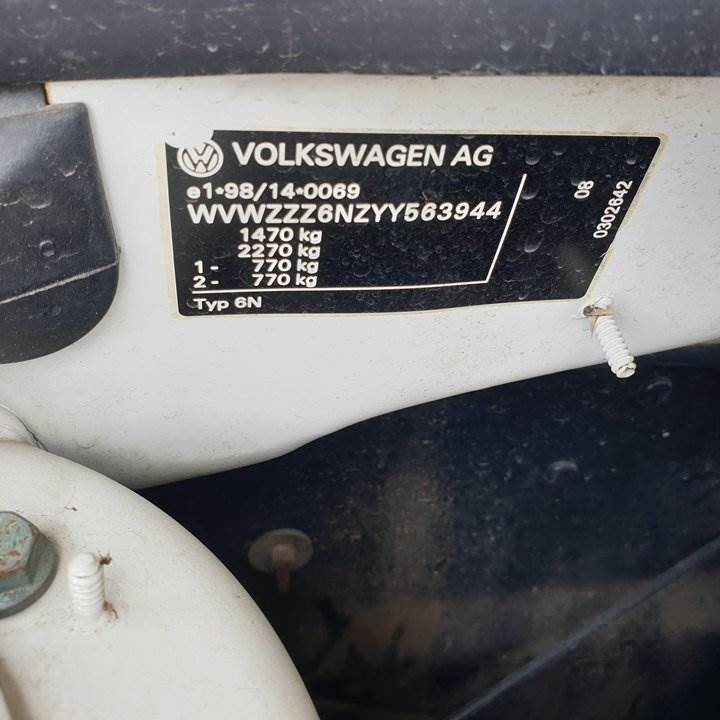 VOLKSWAGEN AG
e1*98/14*0069
WVWZZZ6NZYY563944
1470 kg
2270 kg
1- 770 kg
2- 770 kg
Typ 6N
08
0302642